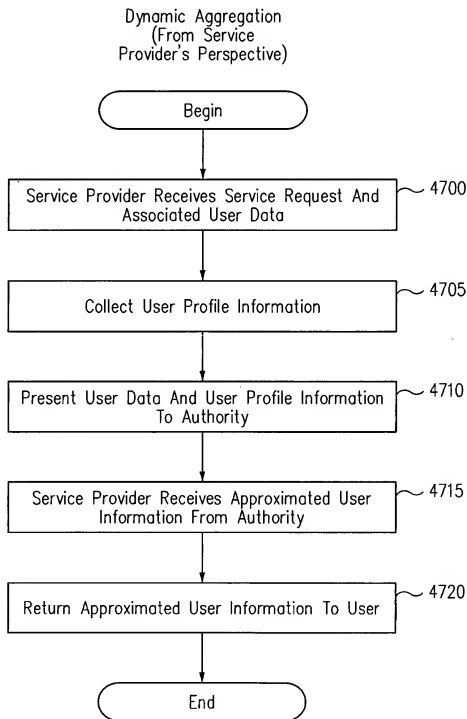 Dynamic Aggregation
(From Service
Provider's Perspective)
Begin
Service Provider Receives Service Request And
Associated User Data
4700
Collect User Profile Information
4705
Present User Data And User Profile Information
To Authority
4710
Service Provider Receives Approximated User
Information From Authority
4715
Return Approximated User Information To User
4720
End